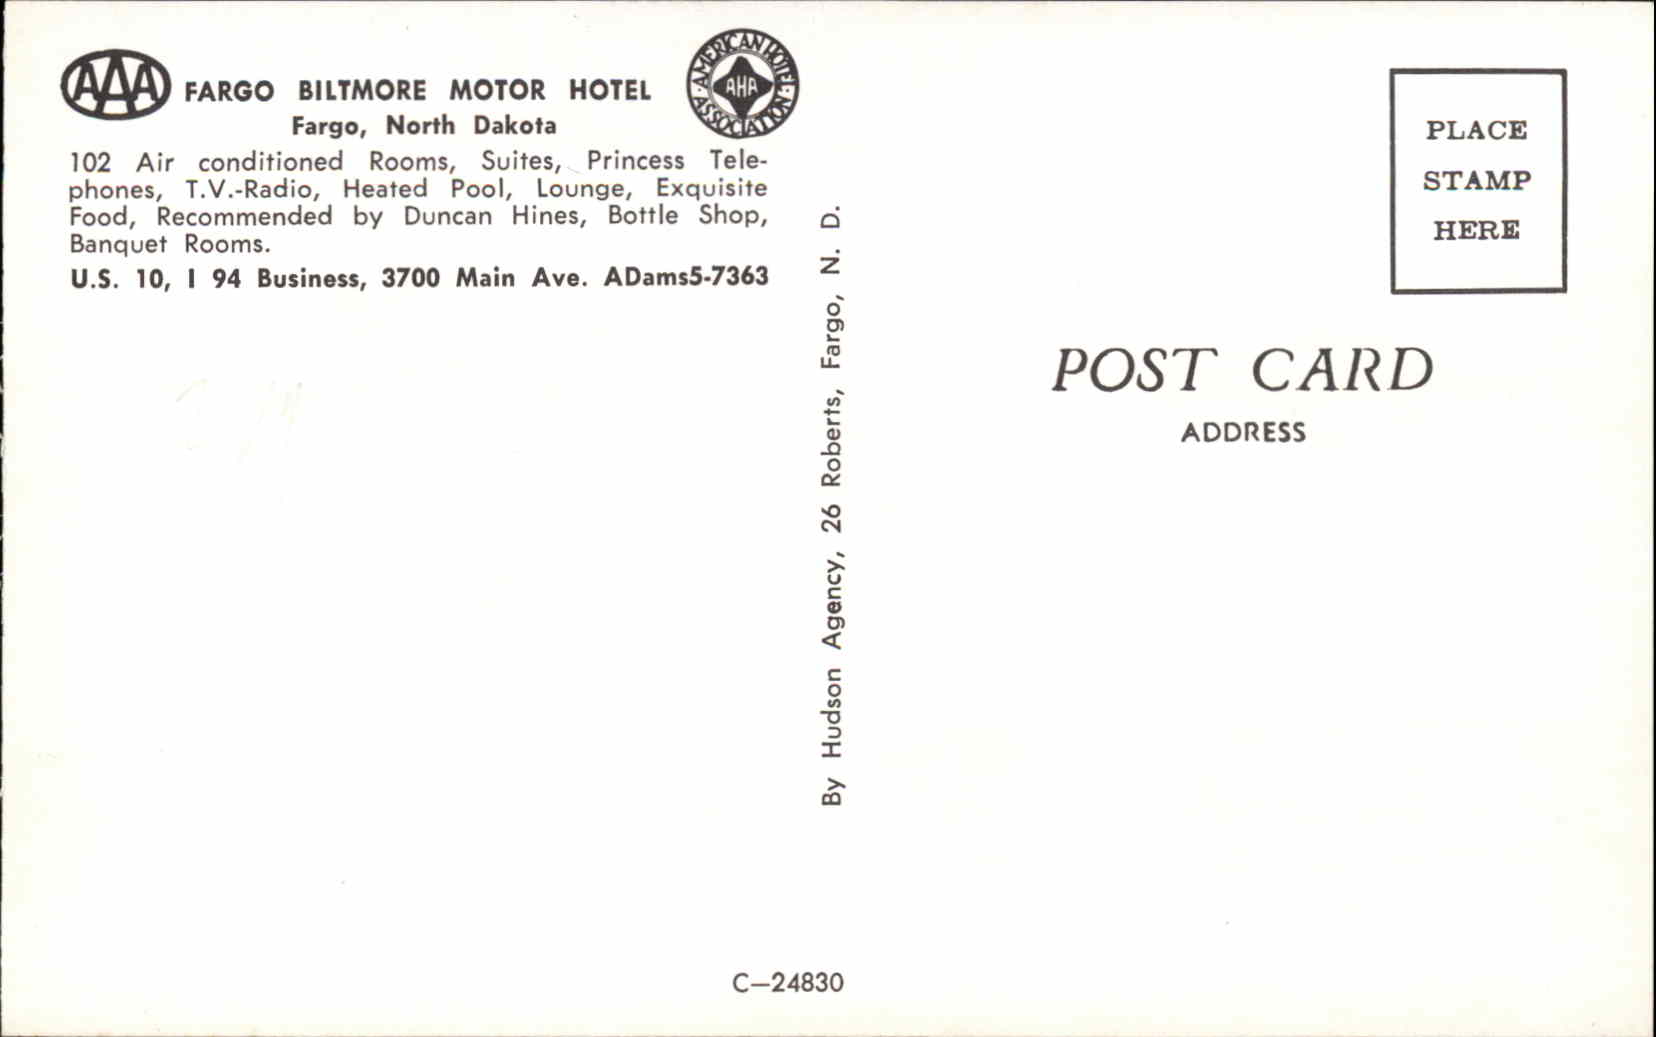 AAA
FARGO BILTMORE MOTOR HOTEL
AMERICAN HOTEL ASSOCIATION
AHA
Fargo, North Dakota
102 Air conditioned Rooms, Suites, Princess Tele-
phones, T.V.-Radio, Heated Pool, Lounge, Exquisite
Food, Recommended by Duncan Hines, Bottle Shop,
Banquet Rooms.
U.S. 10, I 94 Business, 3700 Main Ave. ADams5-7363
By Hudson Agency, 26 Roberts, Fargo, N. D.
C—24830
PLACE
STAMP
HERE
POST CARD
ADDRESS